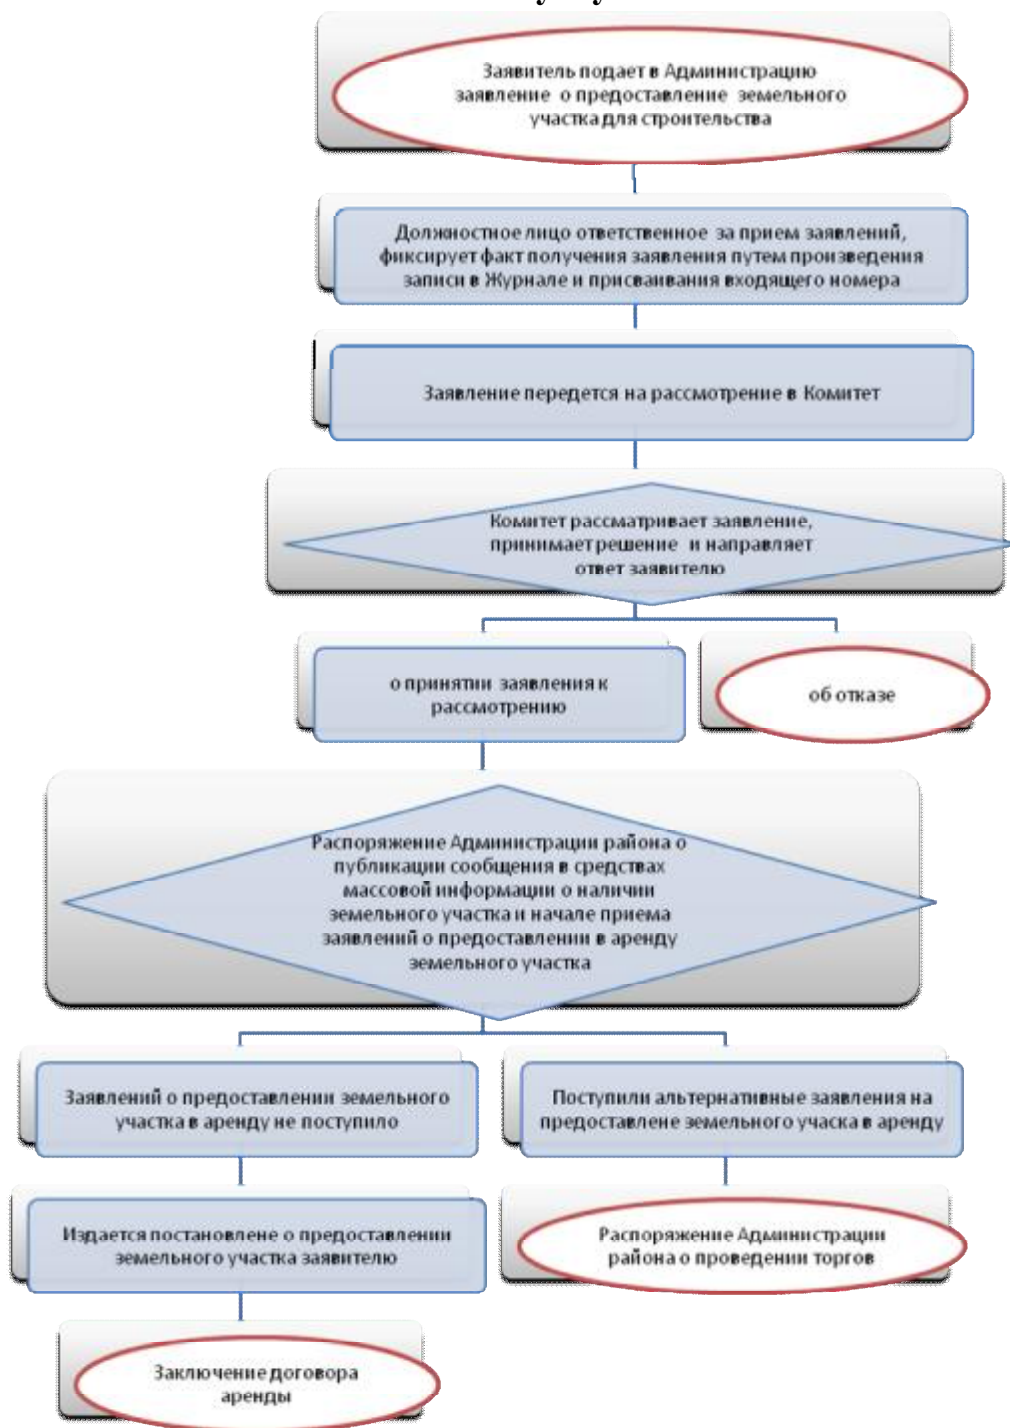 Заявитель подает в Администрацию
заявление о предоставление земельного
участка для строительства
Должностное лицо ответственное за прием заявлений,
фиксирует факт получения заявления путем произведения
записи в Журнале и присваивания входящего номера
Заявление передется на рассмотрение в Комитет
Комитет рассматривает заявление,
принимает решение и направляет
ответ заявителю
о принятии заявления к
рассмотрению
об отказе
Распоряжение Администрации района о
публикации сообщения в средствах
массовой информации о наличии
земельного участка и начале приема
заявлений о предоставлении в аренду
земельного участка
Заявлений о предоставлении земельного
участка в аренду не поступило
Поступили альтернативные заявления на
предоставлене земельного учаска в аренду
Издается постановлене о предоставлении
земельного участка заявителю
Распоряжение Администрации
района о проведении торгов
Заключение договора
аренды